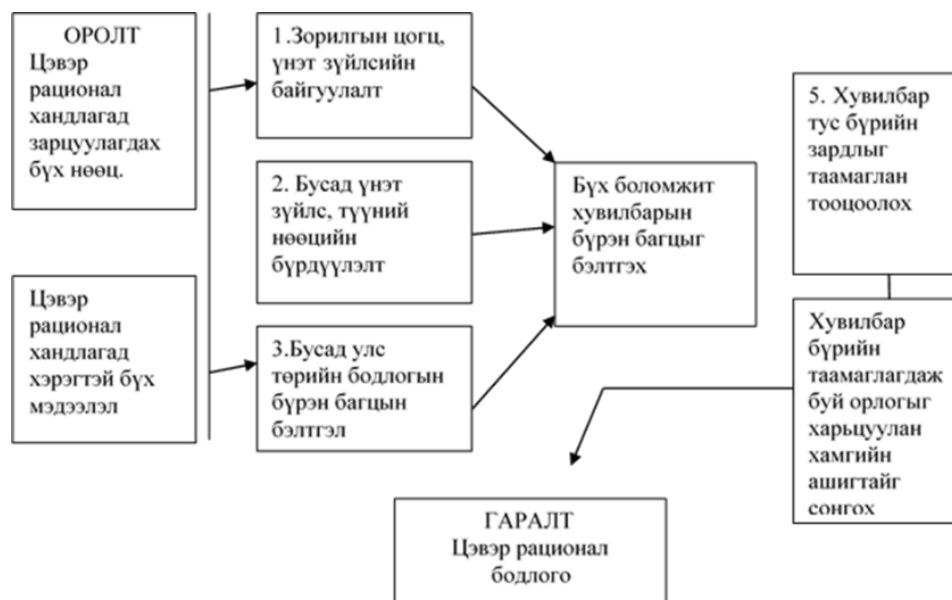 ОРОЛТ
Цэвэр
рационал
хандлагад
зарцуулагдах
бүх нөөц.
Цэвэр
рационал
хандлагад
хэрэгтэй бүх
мэдээлэл
1.Зорилгын цогц,
үнэт зүйлсийн
байгуулалт
2. Бусад үнэт
зүйлс, түүний
нөөцийн
бүрдүүлэлт
3.Бусад улс
төрийн бодлогын
бүрэн багцын
бэлтгэл
Бүх боломжит
хувилбарын
бүрэн багцыг
бэлтгэх
5. Хувилбар
тус бүрийн
зардлыг
таамаглан
тооцоолох
Хувилбар
бүрийн
таамаглагдаж
буй орлогыг
харьцуулан
хамгийн
ашигтайг
сонгох
ГАРАЛТ
Цэвэр рационал
бодлого